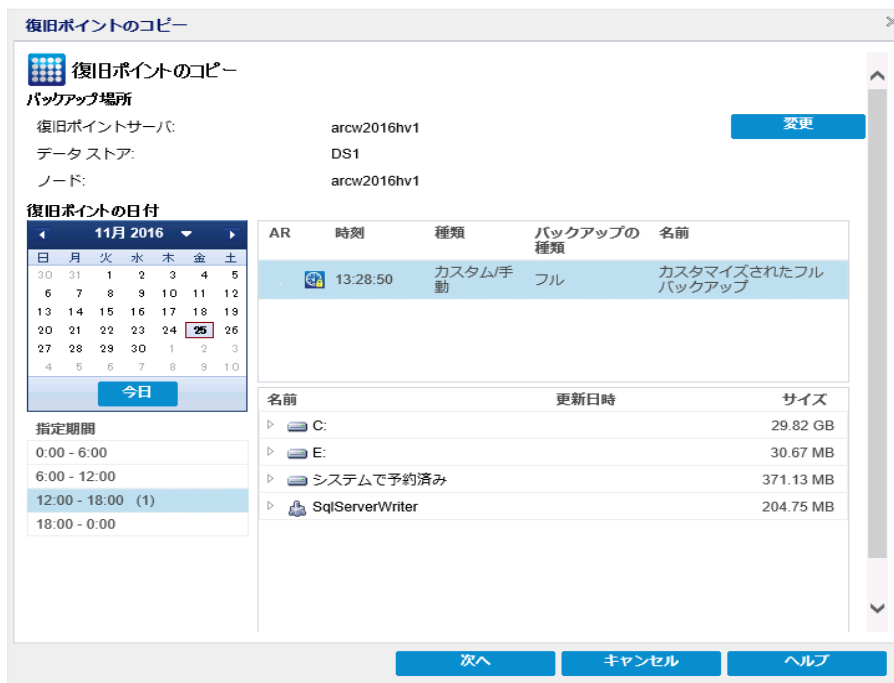 復旧ポイントのコピー
復旧ポイントのコピー
バックアップ場所
復旧ポイントサーバ: arcw2016hv1 変更
データ ストア: DS1
ノード: arcw2016hv1
復旧ポイントの日付
11月 2016
日 月 火 水 木 金 土
30 31 1 2 3 4 5
6 7 8 9 10 11 12
13 14 15 16 17 18 19
20 21 22 23 24 25 26
27 28 29 30 1 2 3
4 5 6 7 8 9 10
今日
指定期間
0:00 - 6:00
6:00 - 12:00
12:00 - 18:00 (1)
18:00 - 0:00
AR 時刻 種類 バックアップの種類 名前
13:28:50 カスタム/手動 フル カスタマイズされたフル バックアップ
名前 更新日時 サイズ
C: 29.82 GB
E: 30.67 MB
システムで予約済み 371.13 MB
SqlServerWriter 204.75 MB
次へ キャンセル ヘルプ